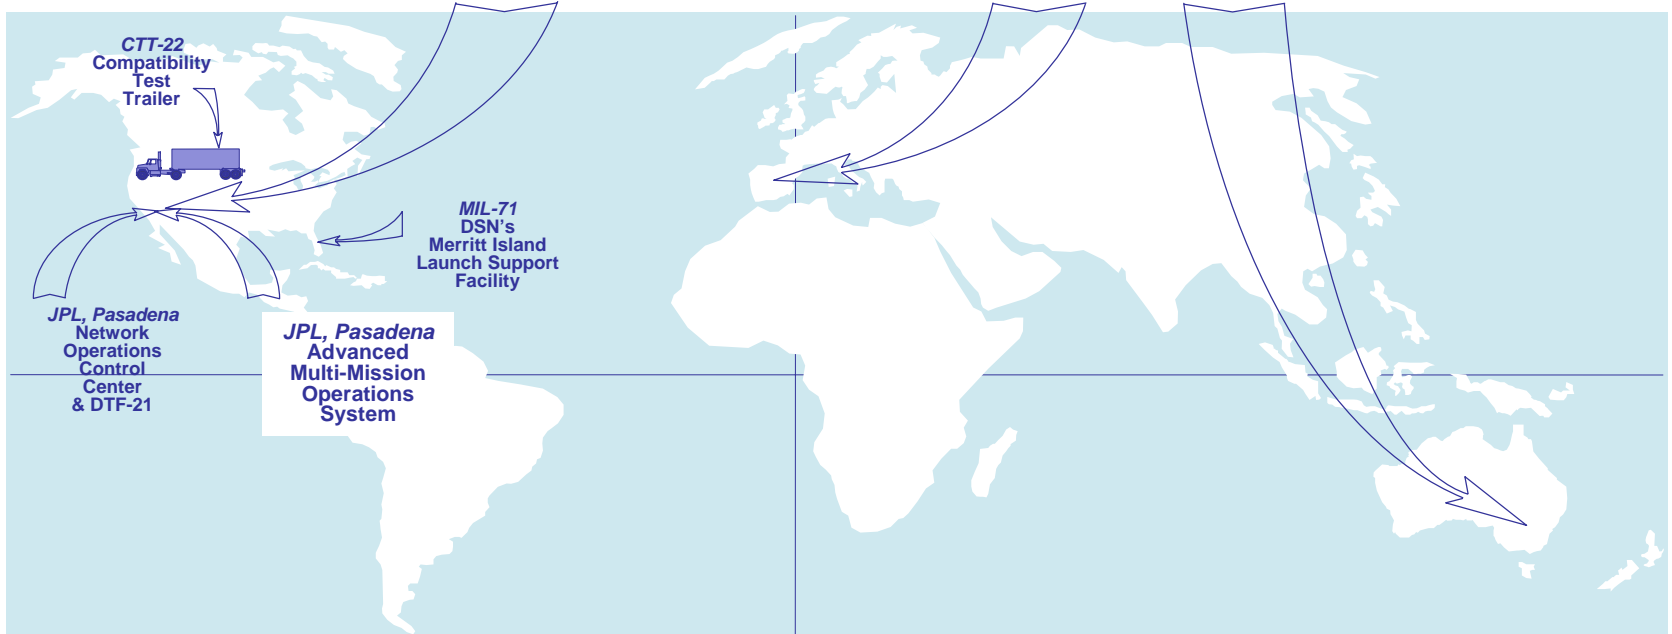 CTT-22
Compatibility
Test
Trailer
MIL-71
DSN's
Merritt Island
Launch Support
Facility
JPL, Pasadena
Network
Operations
Control
Center
& DTF-21
JPL, Pasadena
Advanced
Multi-Mission
Operations
System